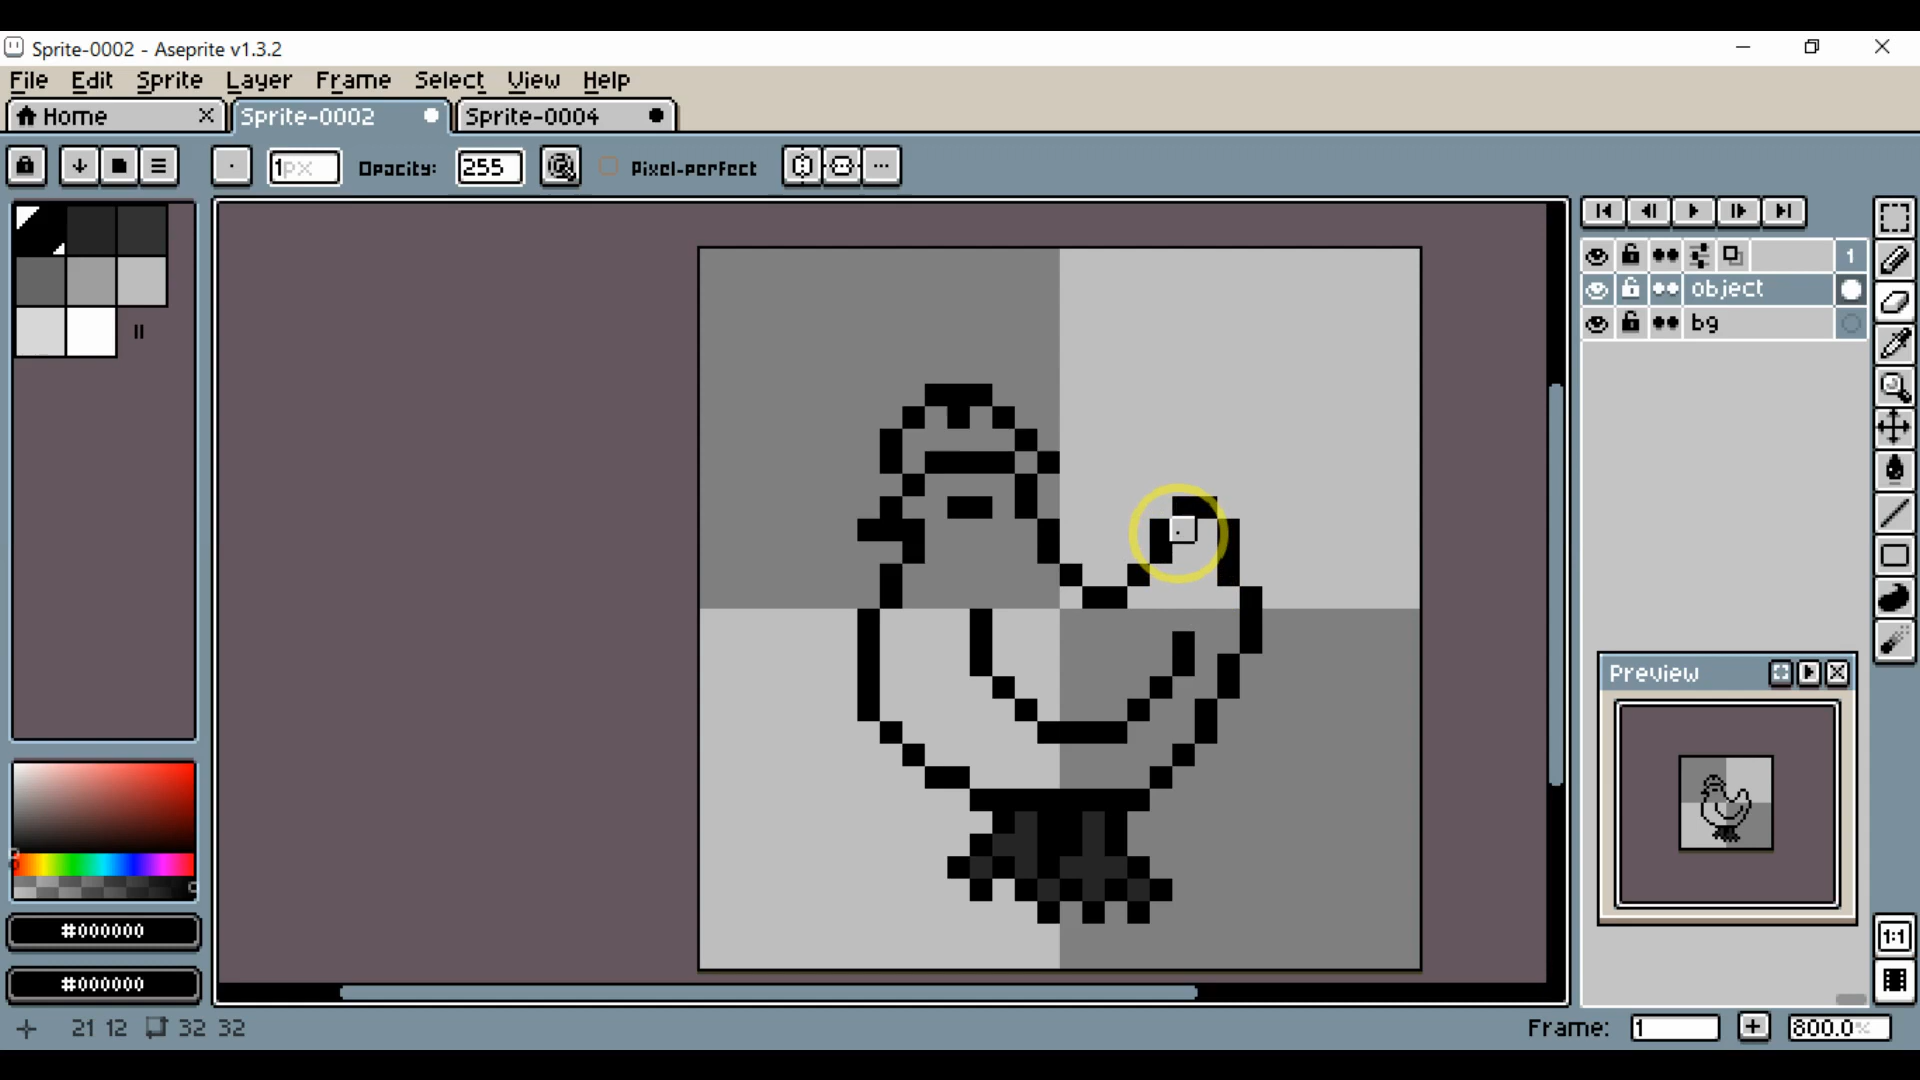 Sprite-0002 - Aseprite v1.3.2
File Edit Sprite Layer Frame Select View Help
Home Sprite-0002 Sprite-0004
1px Opacity: 255 Pixel-perfect
1
object
bg
Preview
#000000
1:1
#000000
21 12 32 32 Frame: 1 800.0%